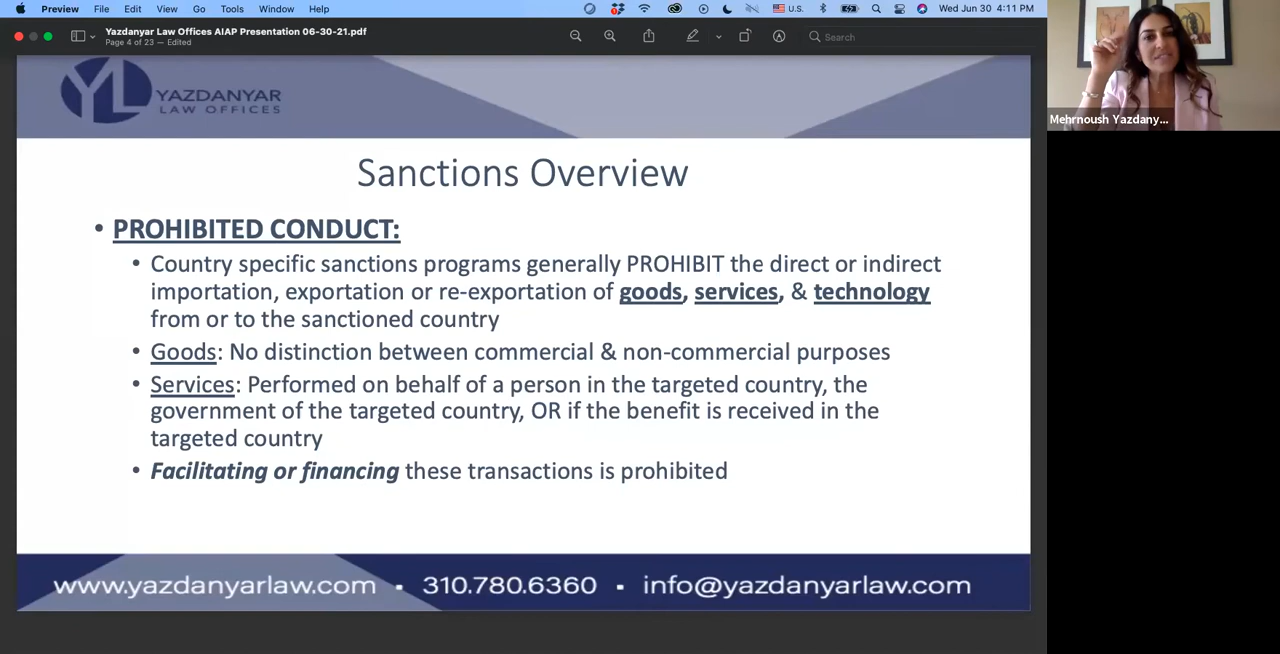 Preview File Edit View Go Tools Window Help U.S. Wed Jun 30 4:11 PM
Yazdanyar Law Offices AIAP Presentation 06-30-21.pdf
Page 4 of 23 — Edited
Search
YL YAZDANYAR
LAW OFFICES
Mehrnoush Yazdany...
Sanctions Overview
• PROHIBITED CONDUCT:
• Country specific sanctions programs generally PROHIBIT the direct or indirect
importation, exportation or re-exportation of goods, services, & technology
from or to the sanctioned country
• Goods: No distinction between commercial & non-commercial purposes
• Services: Performed on behalf of a person in the targeted country, the
government of the targeted country, OR if the benefit is received in the
targeted country
• Facilitating or financing these transactions is prohibited
www.yazdanyarlaw.com ▪ 310.780.6360 ▪ info@yazdanyarlaw.com